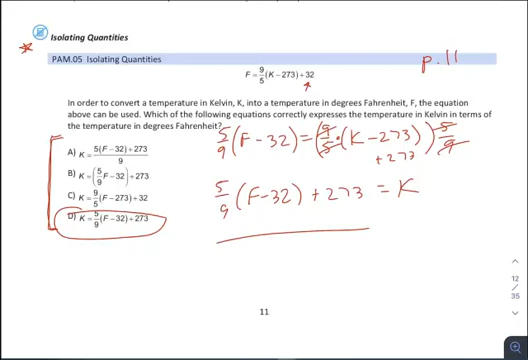 Isolating Quantities
PAM.05 Isolating Quantities
p. 11
F = 9/5 (K − 273) + 32
In order to convert a temperature in Kelvin, K, into a temperature in degrees Fahrenheit, F, the equation
above can be used. Which of the following equations correctly expresses the temperature in Kelvin in terms of
the temperature in degrees Fahrenheit?
5/9 (F − 32) = (9/5 · (K − 273)) 5/9
+ 273
A) K = 5(F − 32) + 273 / 9
B) K = (5/9 F − 32) + 273
C) K = 9/5 (F − 273) + 32
D) K = 5/9 (F − 32) + 273
5/9 (F − 32) + 273 = K
11
12
/
35